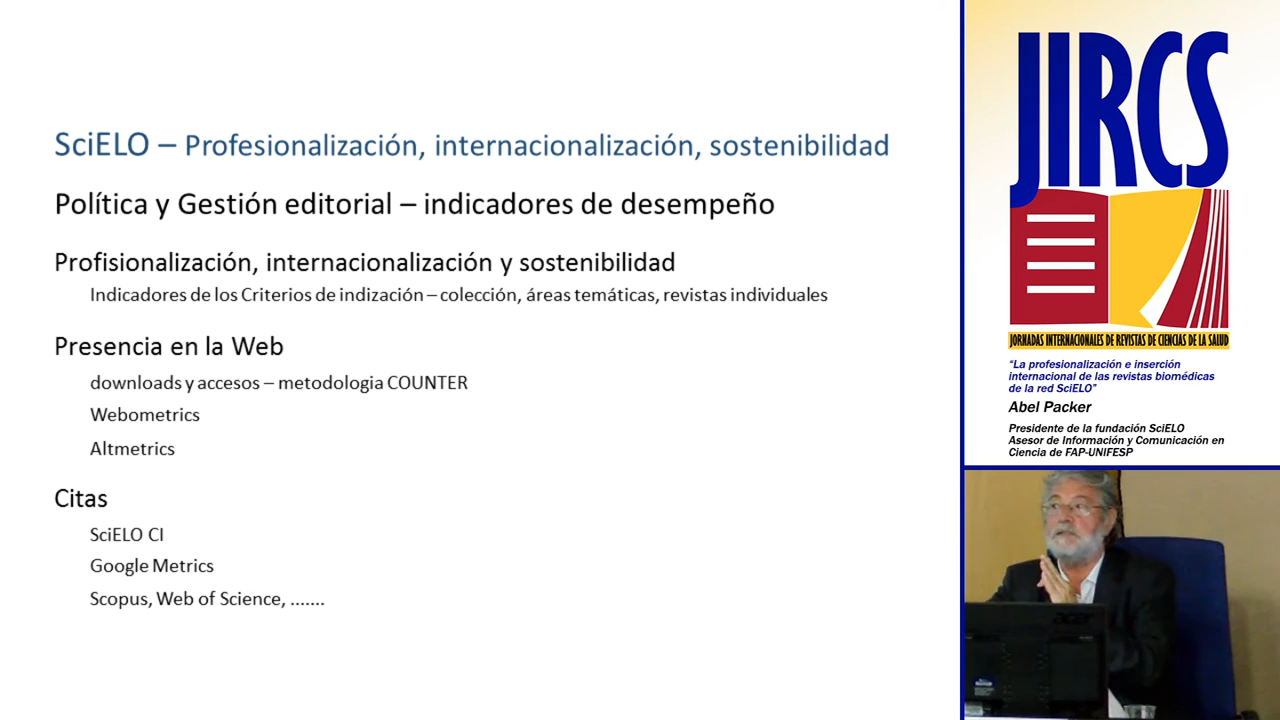 SciELO – Profesionalización, internacionalización, sostenibilidad
Política y Gestión editorial – indicadores de desempeño
Profisionalización, internacionalización y sostenibilidad
Indicadores de los Criterios de indización – colección, áreas temáticas, revistas individuales
Presencia en la Web
downloads y accesos – metodologia COUNTER
Webometrics
Altmetrics
Citas
SciELO CI
Google Metrics
Scopus, Web of Science, .......
JIRCS
JORNADAS INTERNACIONALES DE REVISTAS DE CIENCIAS DE LA SALUD
“La profesionalización e inserción
internacional de las revistas biomédicas
de la red SciELO”
Abel Packer
Presidente de la fundación SciELO
Asesor de Información y Comunicación en
Ciencia de FAP-UNIFESP
acer